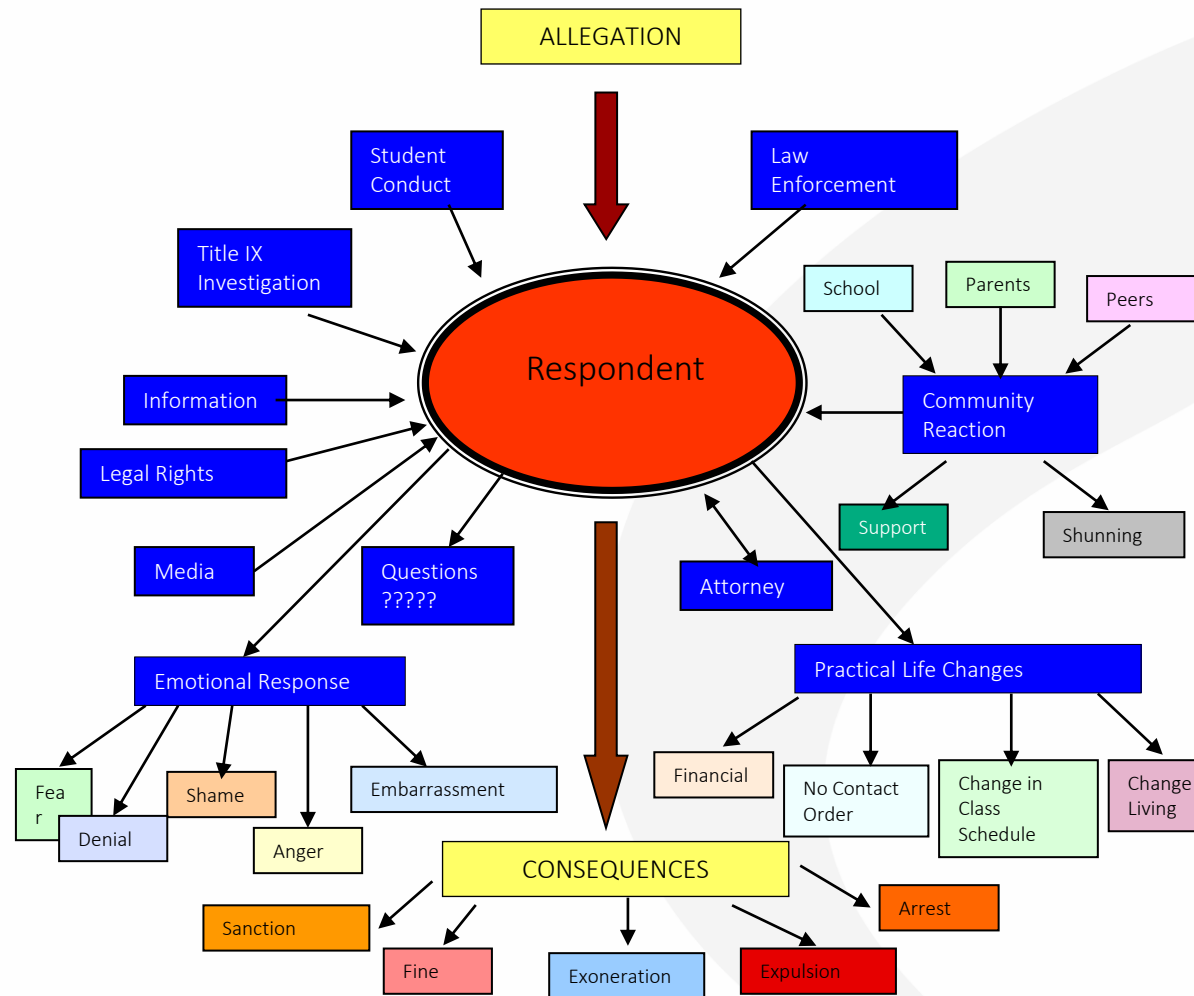 ALLEGATION
Student
Conduct
Law
Enforcement
Title IX
Investigation
School
Parents
Peers
Respondent
Information
Community
Reaction
Legal Rights
Support
Shunning
Media
Questions
?????
Attorney
Emotional Response
Practical Life Changes
Fea
r
Denial
Shame
Anger
Embarrassment
Financial
No Contact
Order
Change in
Class
Schedule
Change
Living
CONSEQUENCES
Sanction
Fine
Exoneration
Expulsion
Arrest